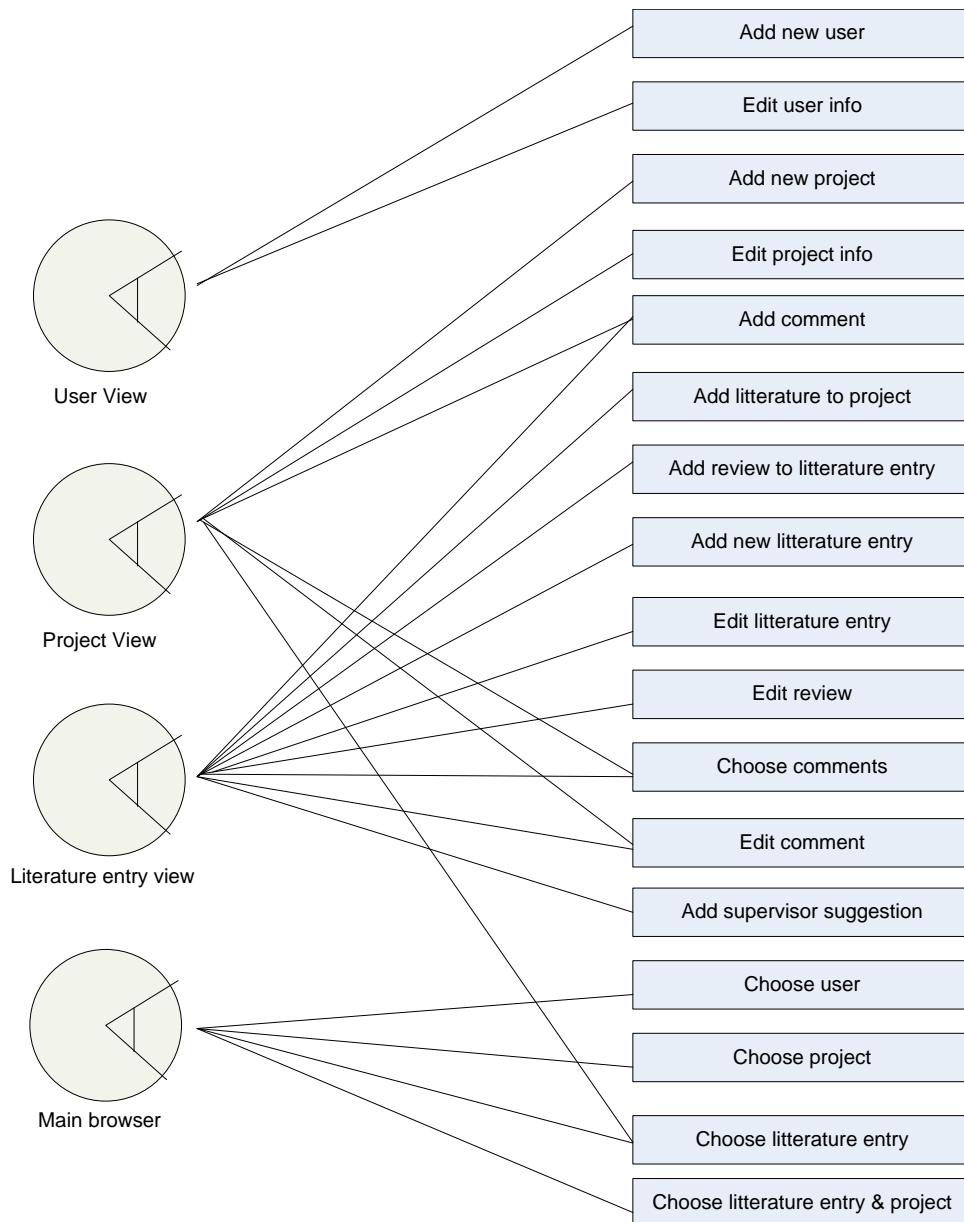 Add new user
Edit user info
Add new project
Edit project info
Add comment
User View
Add litterature to project
Add review to litterature entry
Add new litterature entry
Project View
Edit litterature entry
Edit review
Choose comments
Edit comment
Literature entry view
Add supervisor suggestion
Choose user
Choose project
Main browser
Choose litterature entry
Choose litterature entry & project